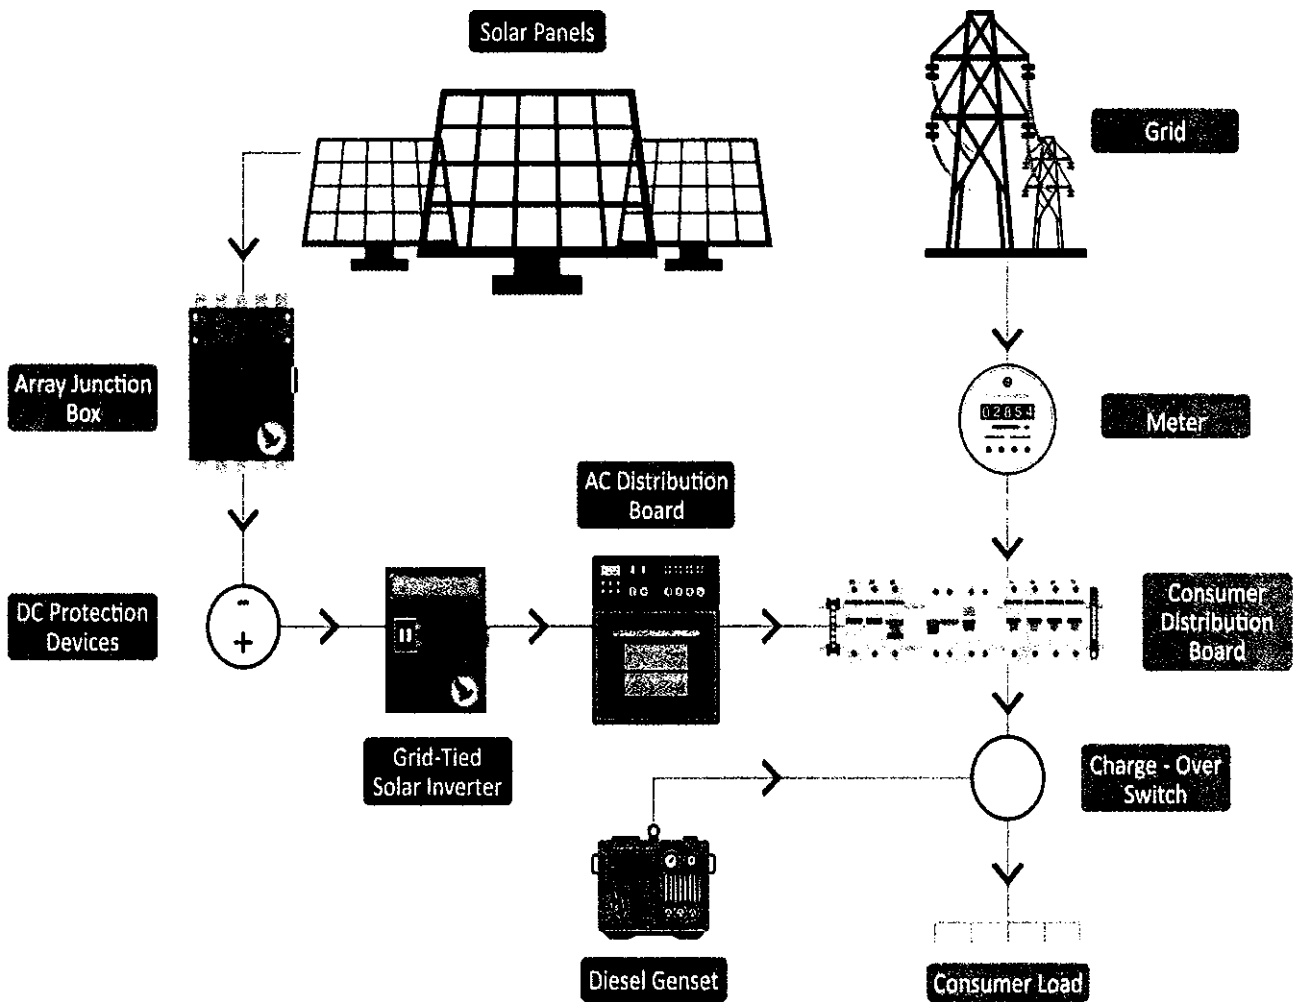 Solar Panels
Grid
Array Junction
Box
02854
Meter
AC Distribution
Board
DC Protection
Devices
Consumer
Distribution
Board
Grid-Tied
Solar Inverter
Charge - Over
Switch
Diesel Genset
Consumer Load